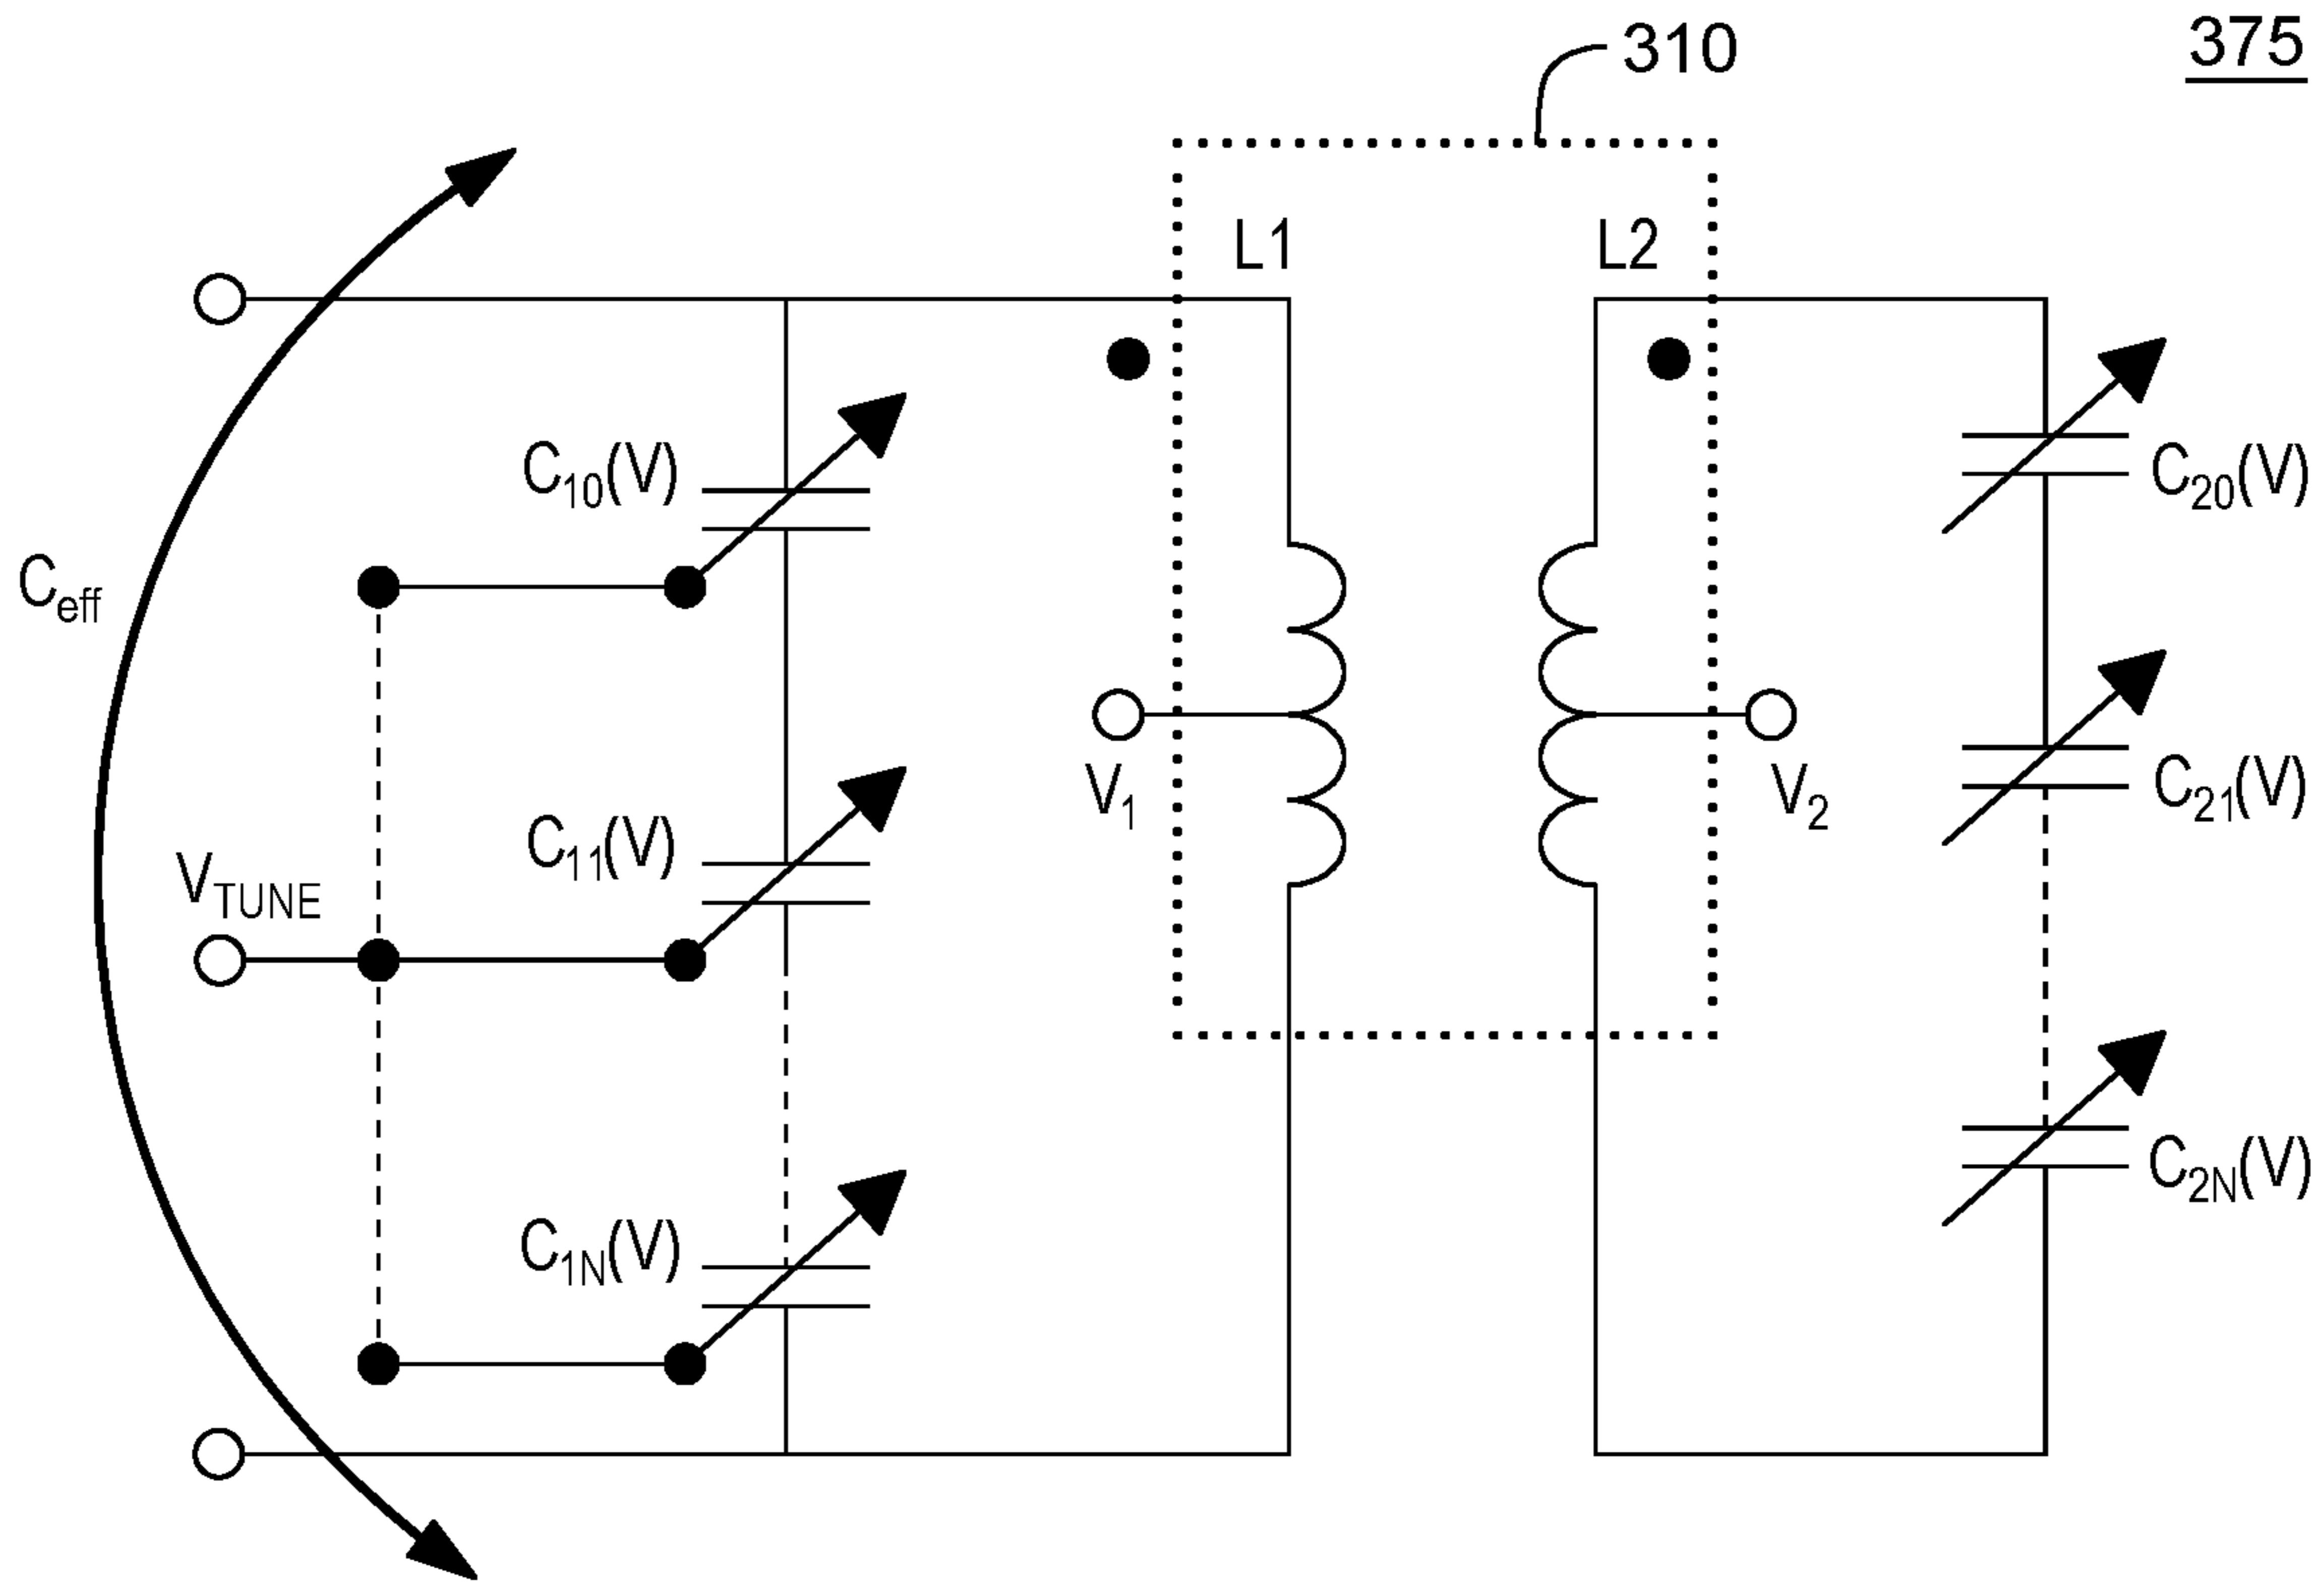 310
375
L1
L2
C10(V)
C20(V)
Ceff
V1
V2
C21(V)
C11(V)
VTUNE
C2N(V)
C1N(V)